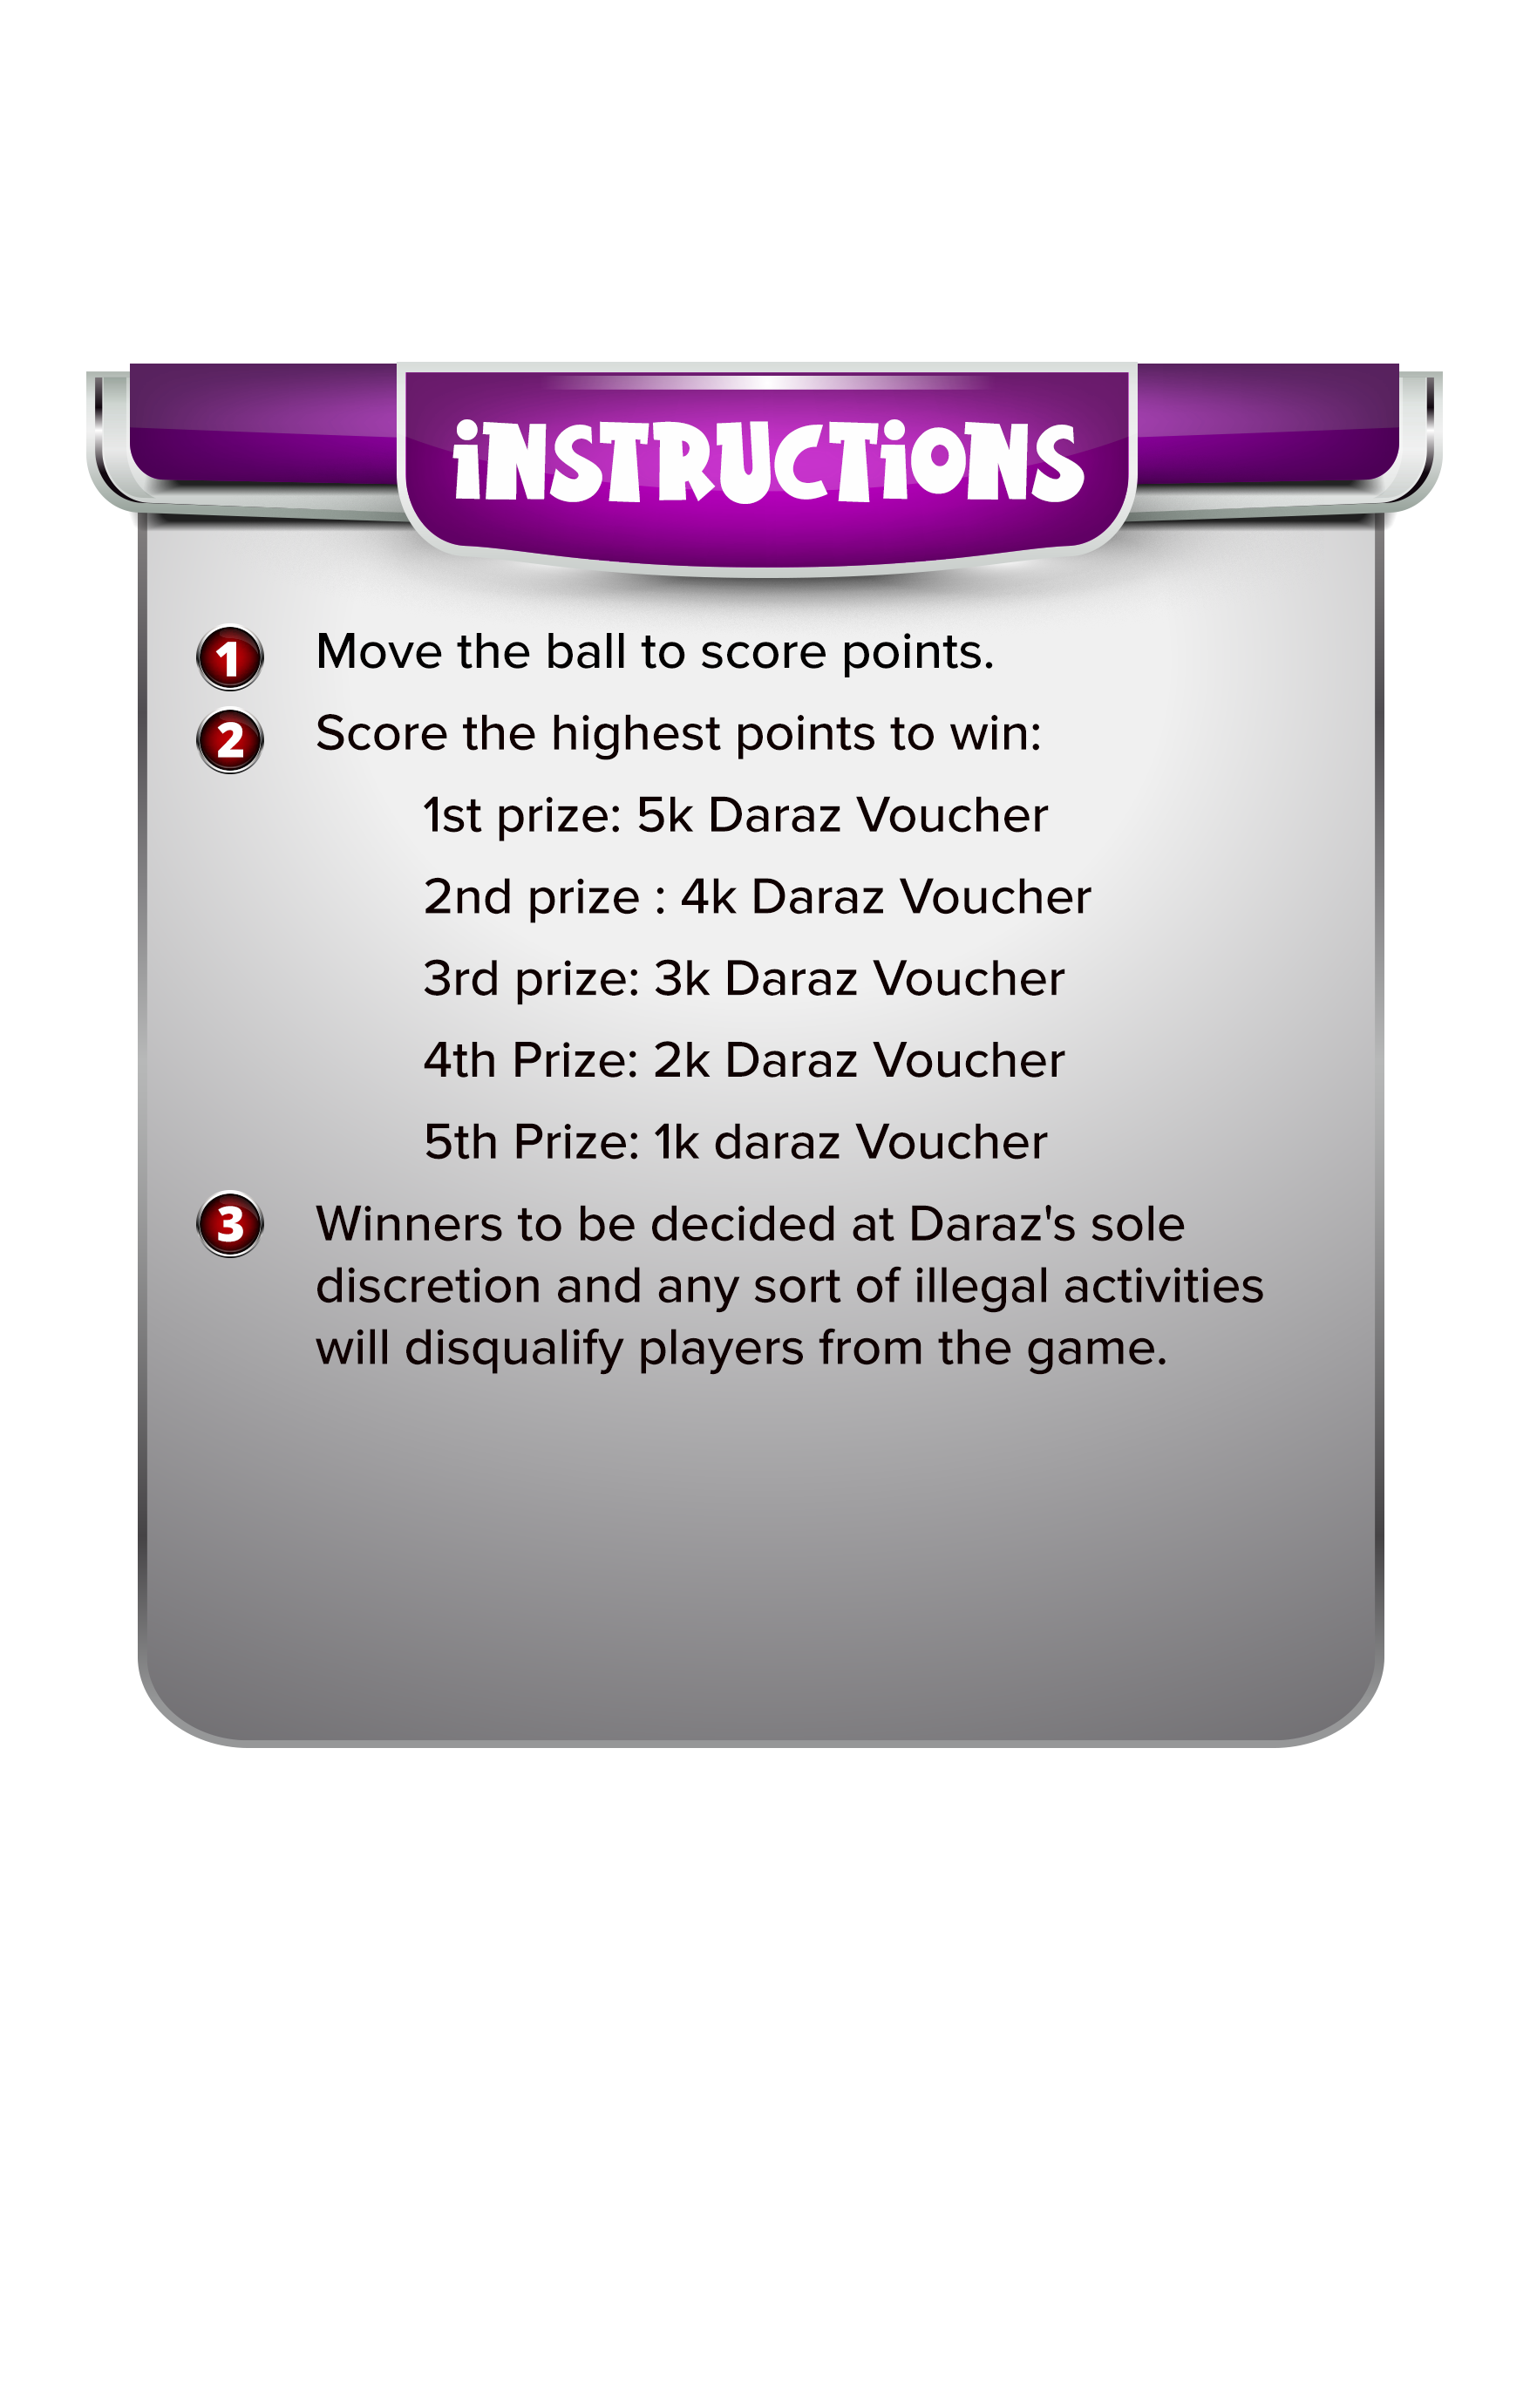 iNSTRUCTiONS
1 Move the ball to score points.
2 Score the highest points to win:
1st prize: 5k Daraz Voucher
2nd prize : 4k Daraz Voucher
3rd prize: 3k Daraz Voucher
4th Prize: 2k Daraz Voucher
5th Prize: 1k daraz Voucher
3 Winners to be decided at Daraz's sole
discretion and any sort of illegal activities
will disqualify players from the game.